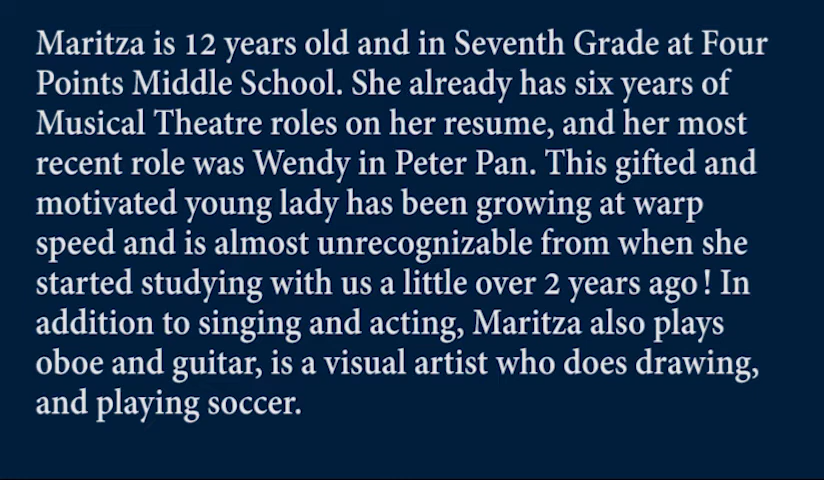 Maritza is 12 years old and in Seventh Grade at Four
Points Middle School. She already has six years of
Musical Theatre roles on her resume, and her most
recent role was Wendy in Peter Pan. This gifted and
motivated young lady has been growing at warp
speed and is almost unrecognizable from when she
started studying with us a little over 2 years ago! In
addition to singing and acting, Maritza also plays
oboe and guitar, is a visual artist who does drawing,
and playing soccer.